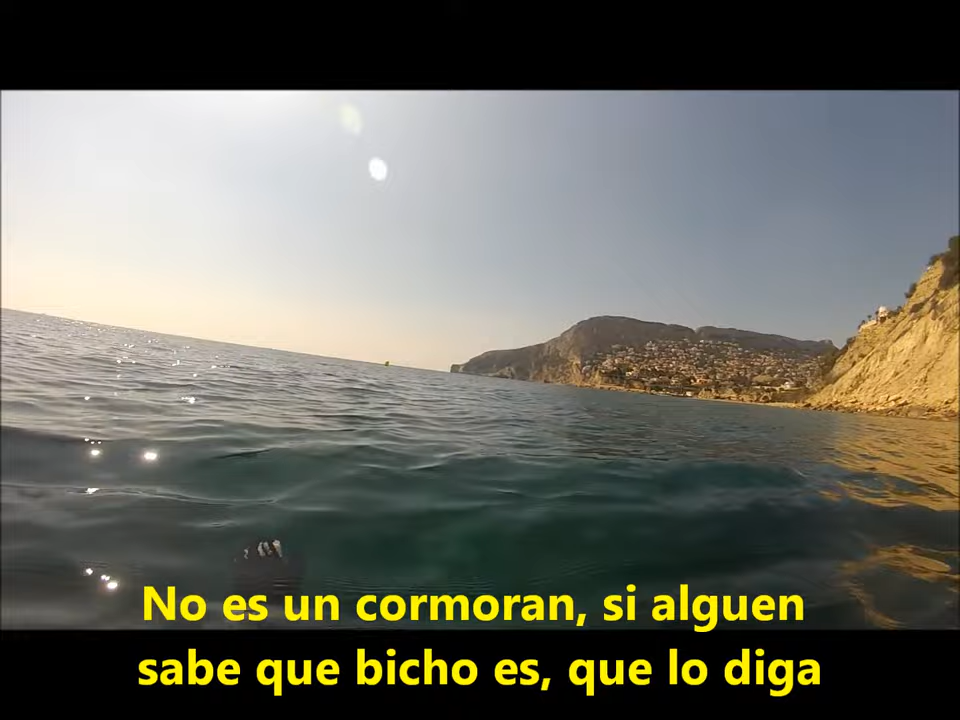 No es un cormoran, si alguen
sabe que bicho es, que lo diga